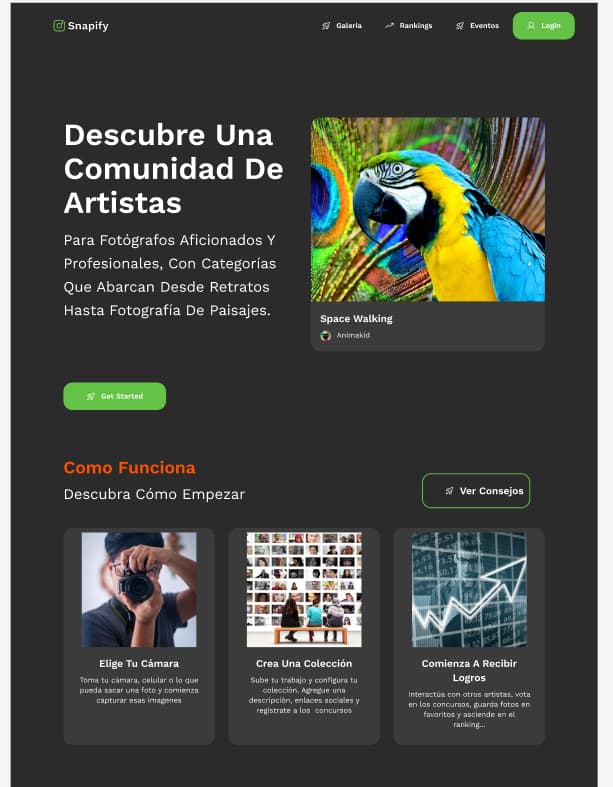 Snapify
Galeria
Rankings
Eventos
Login
Descubre Una
Comunidad De
Artistas
Para Fotógrafos Aficionados Y
Profesionales, Con Categorías
Que Abarcan Desde Retratos
Hasta Fotografía De Paisajes.
Space Walking
Animakid
Get Started
Como Funciona
Descubra Cómo Empezar
Ver Consejos
Elige Tu Cámara
Toma tu cámara, celular o lo que
pueda sacar una foto y comienza
capturar esas imagenes
Crea Una Colección
Sube tu trabajo y configura tu
colección. Agregue una
descripción, enlaces sociales y
registrate a los concursos
Comienza A Recibir
Logros
Interactúa con otros artistas, vota
en los concursos, guarda fotos en
favoritos y asciende en el
ranking...